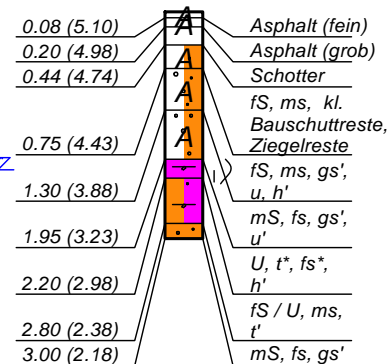 0.08 (5.10)
0.20 (4.98)
0.44 (4.74)
0.75 (4.43)
1.30 (3.88)
1.95 (3.23)
2.20 (2.98)
2.80 (2.38)
3.00 (2.18)
A
A
A
A
Asphalt (fein)
Asphalt (grob)
Schotter
fS, ms, kl.
Bauschuttreste,
Ziegelreste
fS, ms, gs',
u, h'
mS, fs, gs',
u'
U, t*, fs*,
h'
fS / U, ms,
t'
mS, fs, gs'